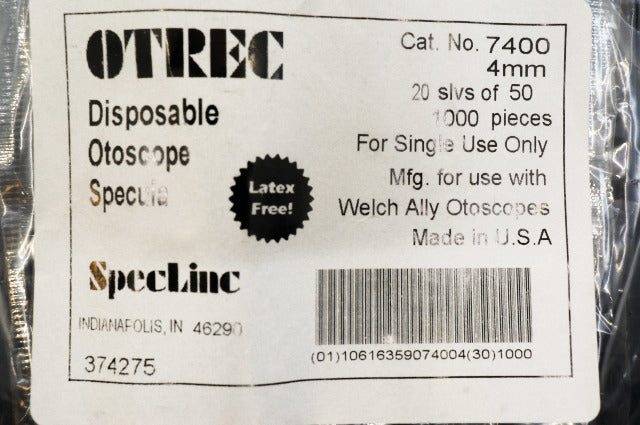 OTREC
Disposable
Otoscope
Specula
Latex
Free!
Cat. No. 7400
4mm
20 slvs of 50
1000 pieces
For Single Use Only
Mfg. for use with
Welch Ally Otoscopes
Made in U.S.A
SpecLinc
INDIANAPOLIS, IN 46290
374275
(01)10616359074004(30)1000